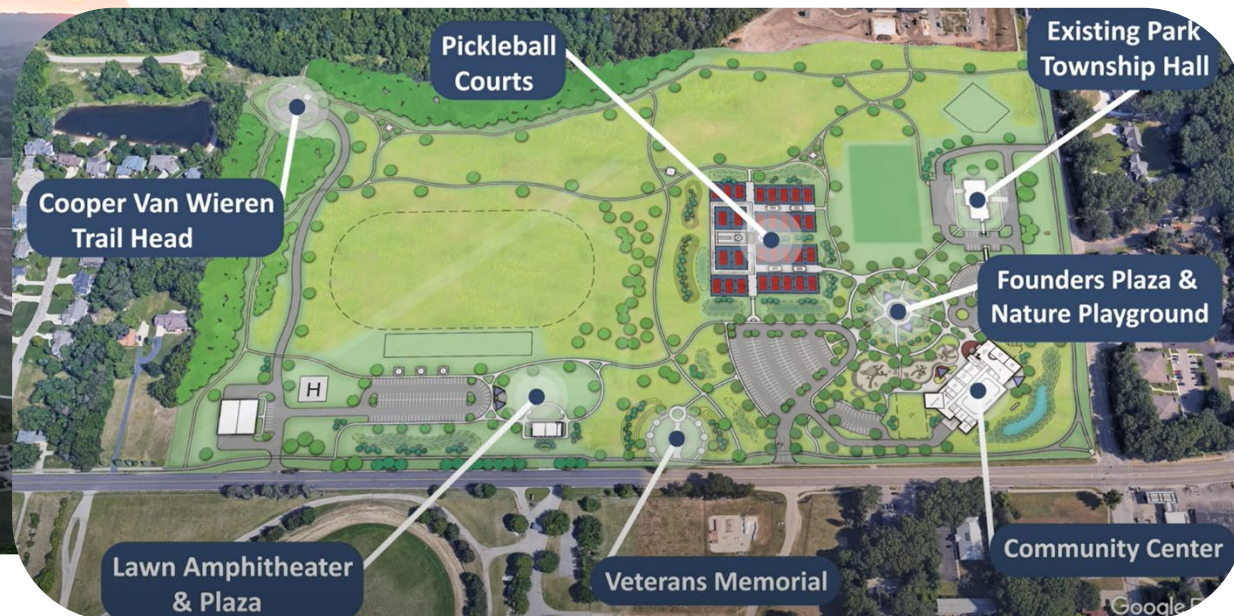 Pickleball
Courts
Existing Park
Township Hall
Cooper Van Wieren
Trail Head
Founders Plaza &
Nature Playground
H
Lawn Amphitheater
& Plaza
Veterans Memorial
Community Center
Google